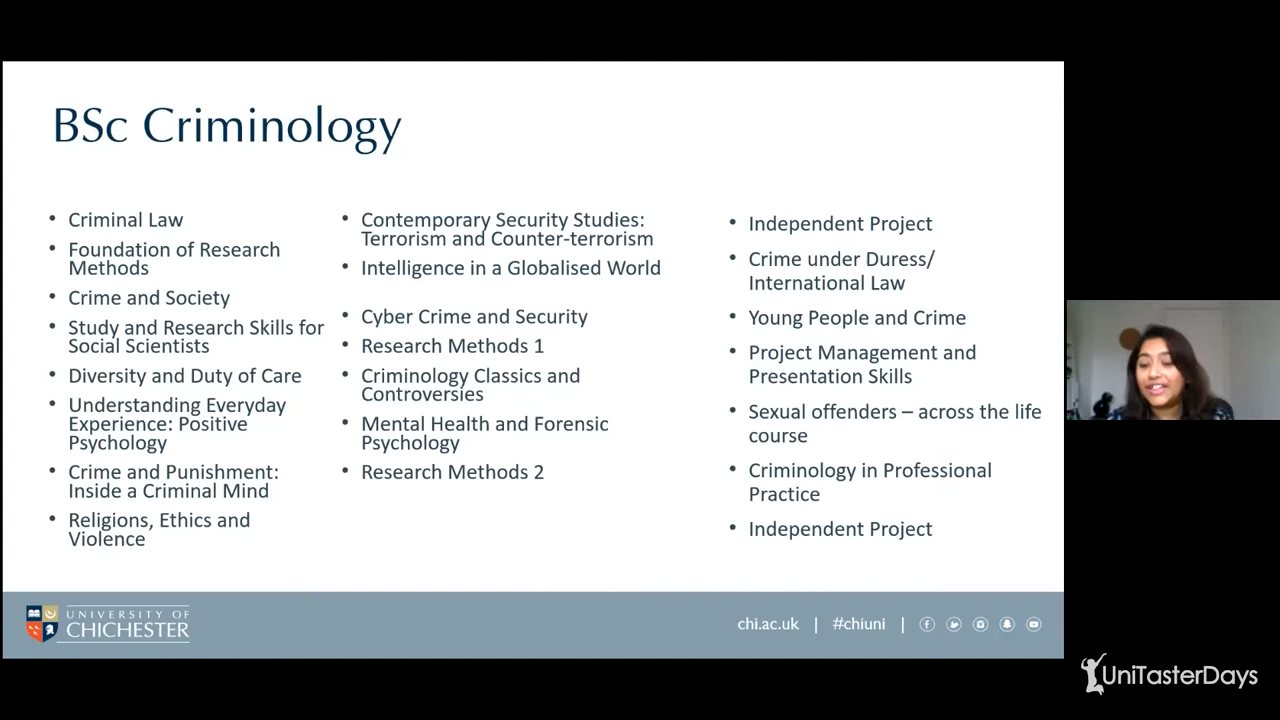 BSc Criminology
Criminal Law
Foundation of Research
Methods
Crime and Society
Study and Research Skills for
Social Scientists
Diversity and Duty of Care
Understanding Everyday
Experience: Positive
Psychology
Crime and Punishment:
Inside a Criminal Mind
Religions, Ethics and
Violence
Contemporary Security Studies:
Terrorism and Counter-terrorism
Intelligence in a Globalised World
Cyber Crime and Security
Research Methods 1
Criminology Classics and
Controversies
Mental Health and Forensic
Psychology
Research Methods 2
Independent Project
Crime under Duress/
International Law
Young People and Crime
Project Management and
Presentation Skills
Sexual offenders – across the life
course
Criminology in Professional
Practice
Independent Project
UNIVERSITY OF
CHICHESTER
chi.ac.uk | #chiuni |
UniTasterDays